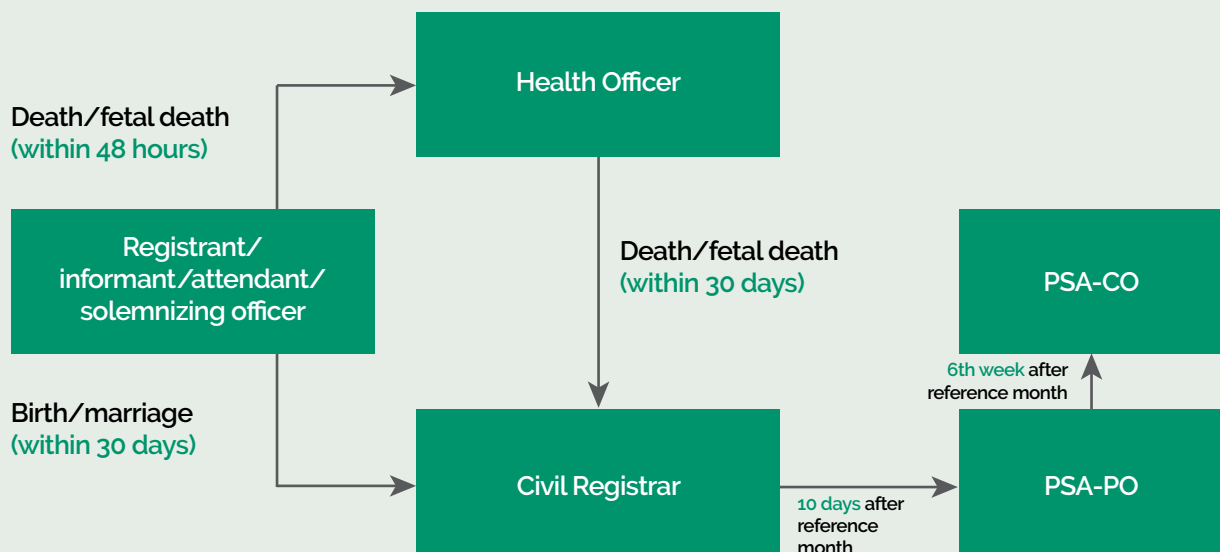 Health Officer
Death/fetal death
(within 48 hours)
Registrant/
informant/attendant/
solemnizing officer
Death/fetal death
(within 30 days)
PSA-CO
6th week after
reference month
Birth/marriage
(within 30 days)
Civil Registrar
PSA-PO
10 days after
reference
month